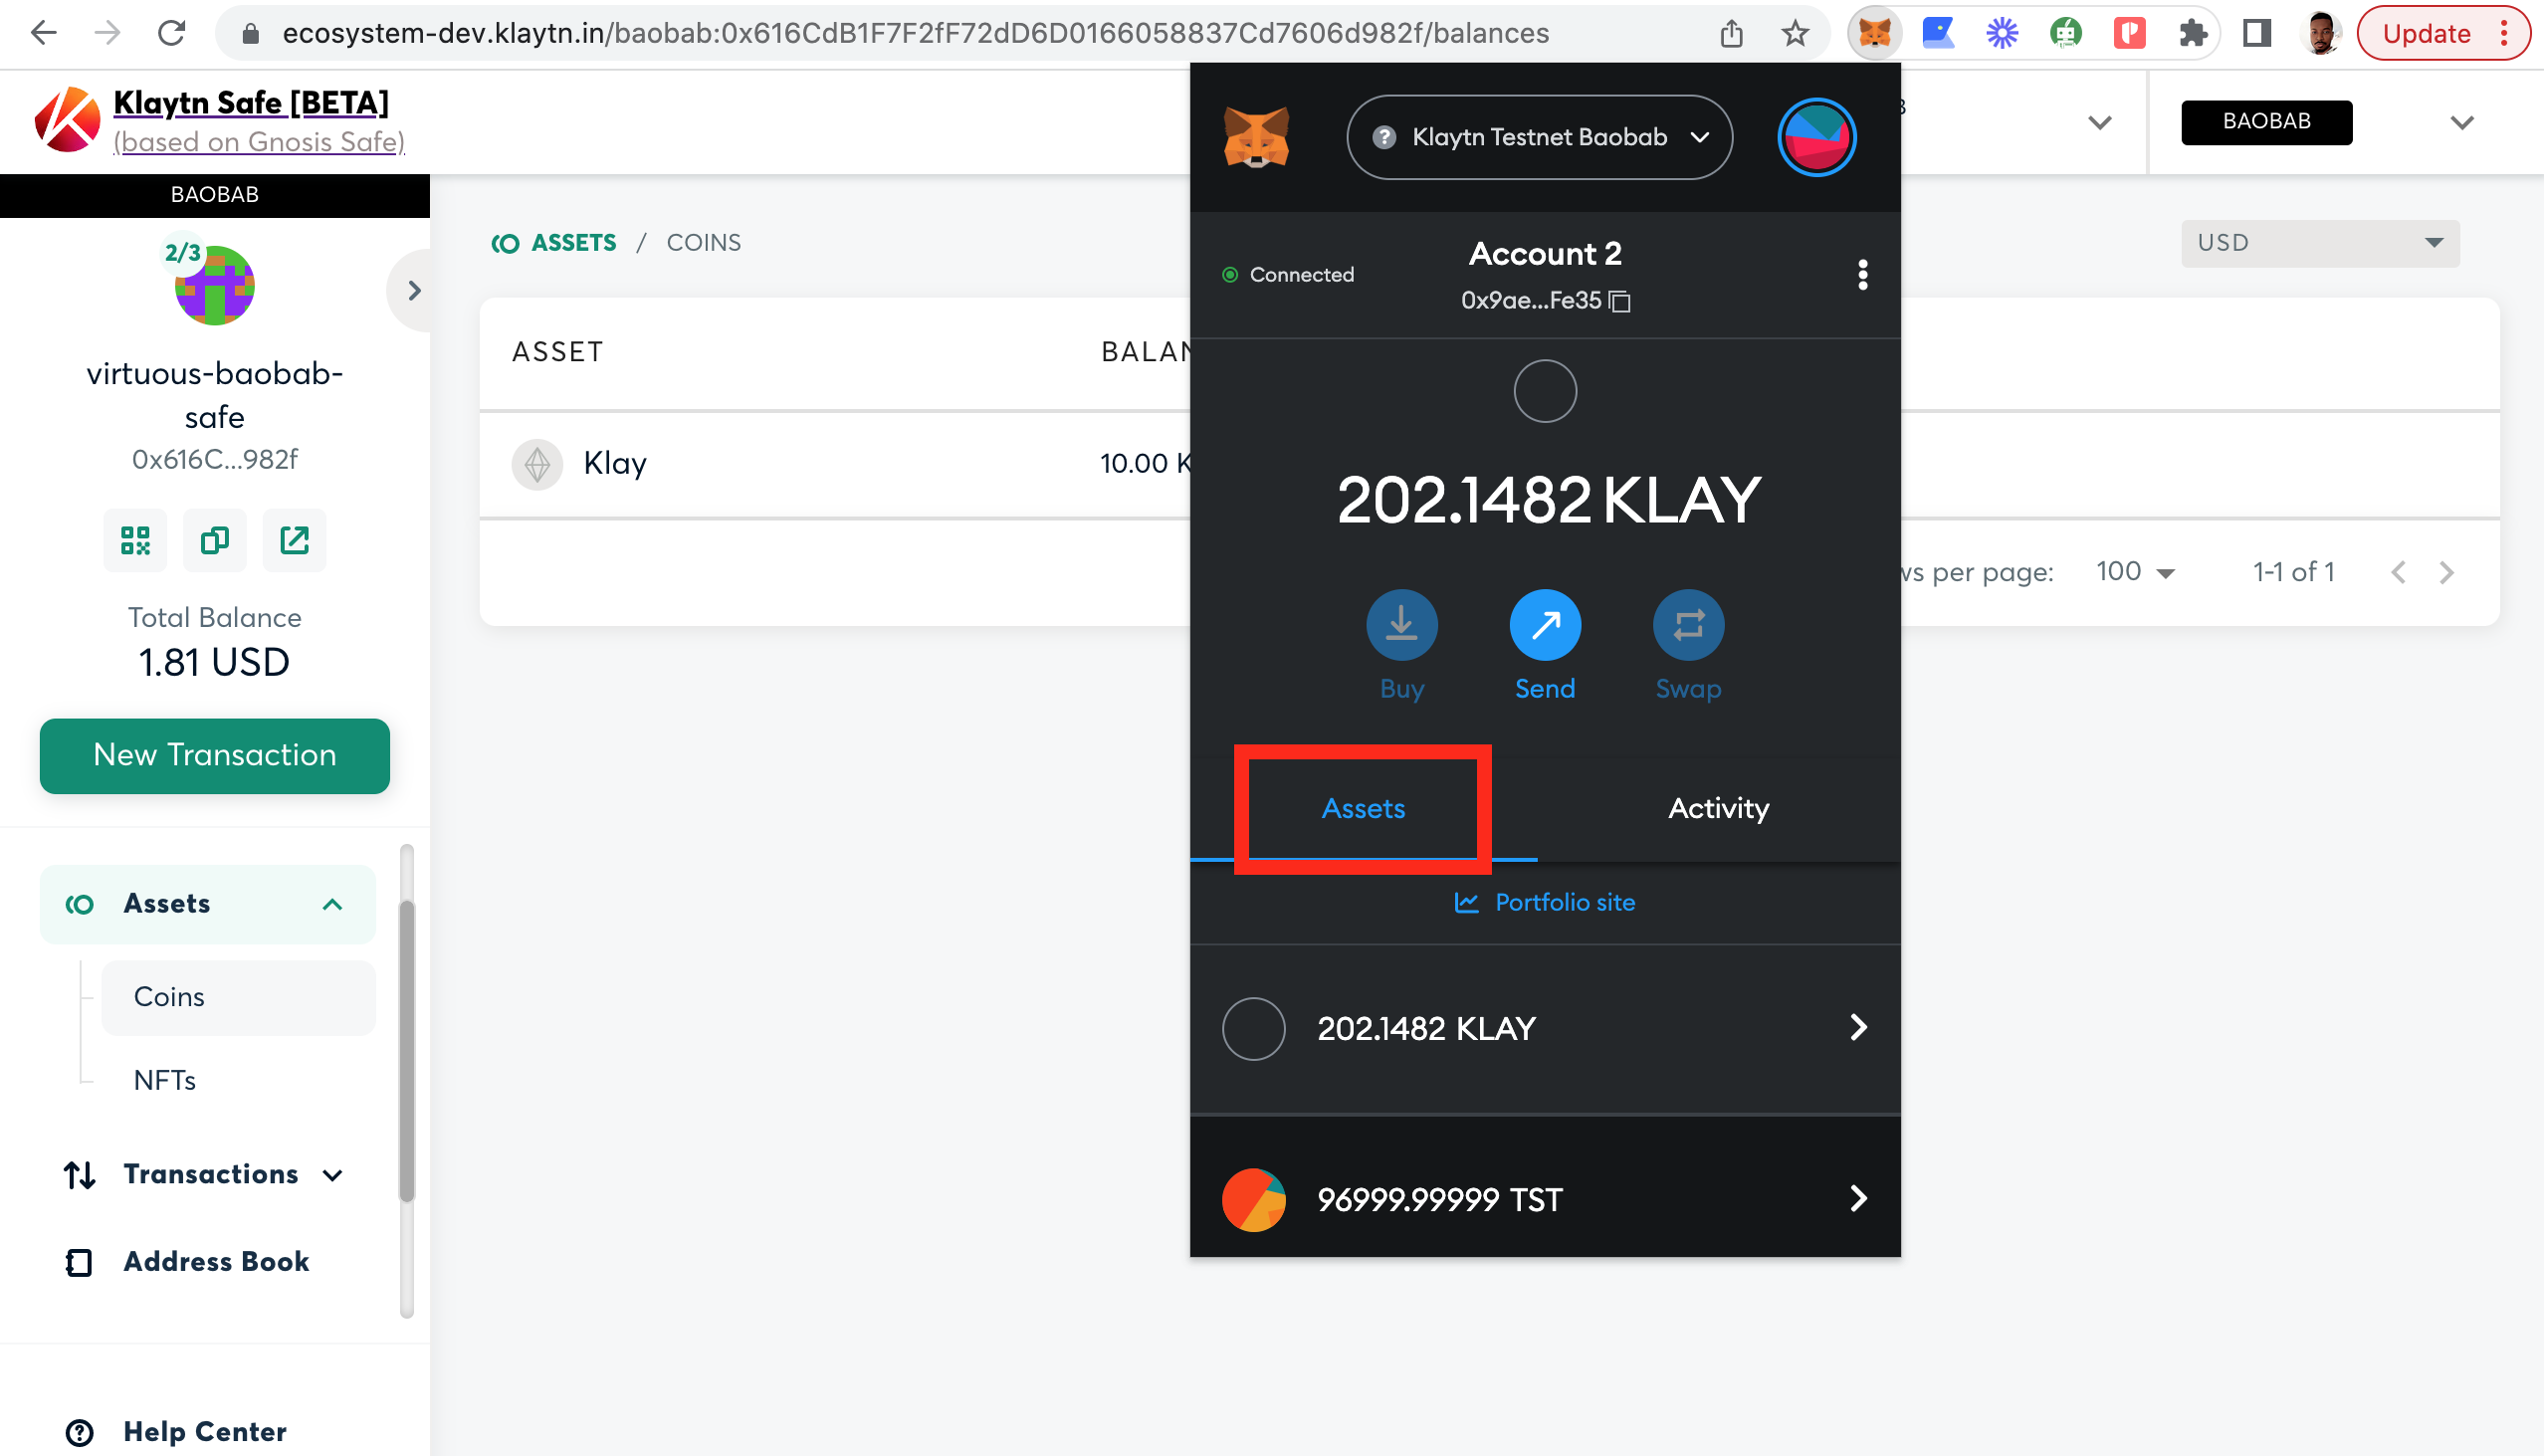 ecosystem-dev.klaytn.in/baobab:0x616CdB1F7F2fF72dD6D0166058837Cd7606d982f/balances
Update
Klaytn Safe [BETA]
(based on Gnosis Safe)
BAOBAB
BAOBAB
2/3
virtuous-baobab-
safe
0x616C...982f
Total Balance
1.81 USD
New Transaction
Assets
Coins
NFTs
Transactions
Address Book
Help Center
ASSETS / COINS
USD
ASSET
BALAN
Klay
10.00 K
ws per page: 100
1-1 of 1
Klaytn Testnet Baobab
Connected
Account 2
0x9ae...Fe35
202.1482 KLAY
Buy
Send
Swap
Assets
Activity
Portfolio site
202.1482 KLAY
96999.99999 TST